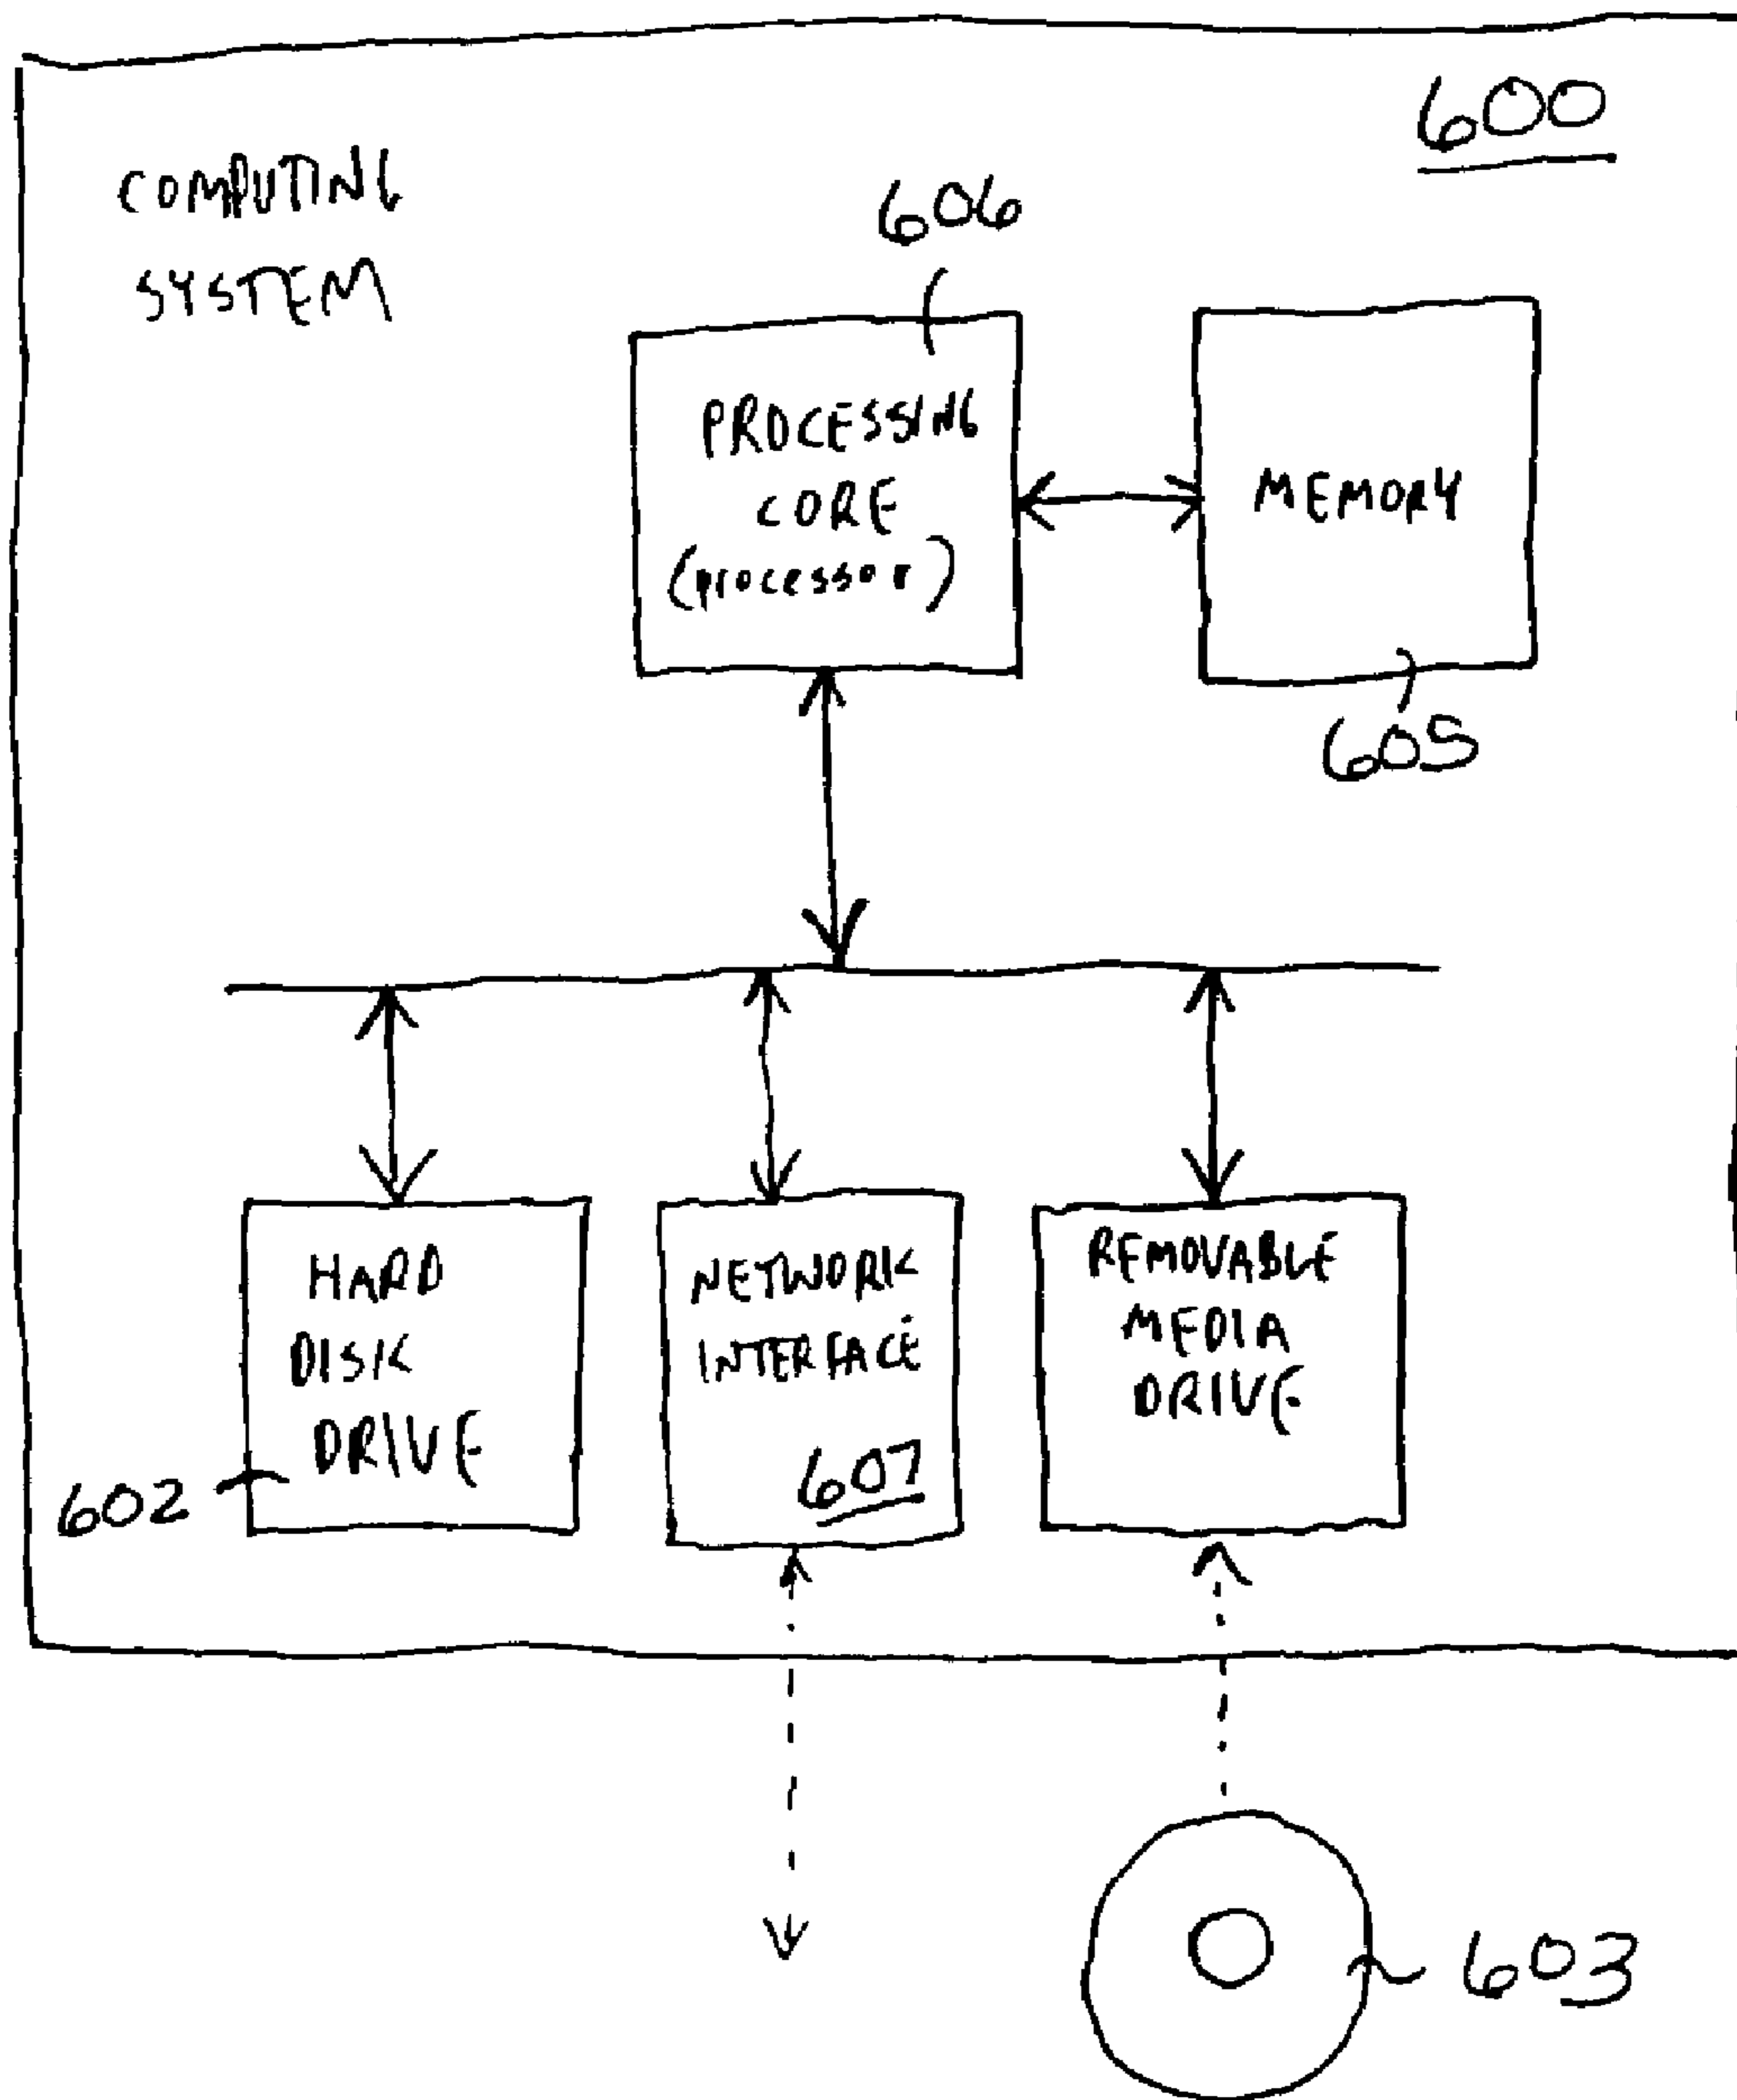 600
COMPUTING
SYSTEM
606
PROCESSING
CORE
(processor)
MEMORY
605
HARD
DISK
DRIVE
602
NETWORK
INTERFACE
607
REMOVABLE
MEDIA
DRIVE
603